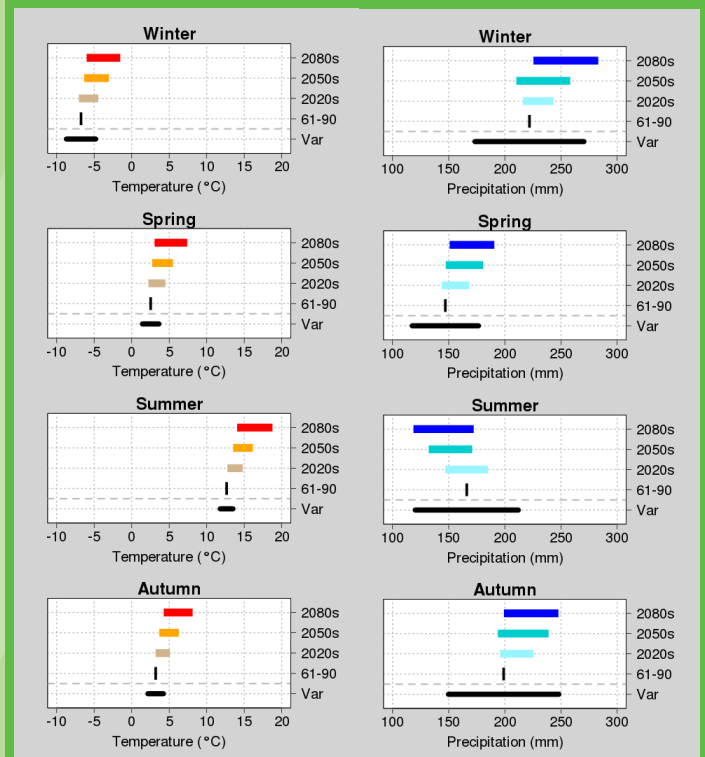 Winter
2080s
2050s
2020s
61-90
Var
-10 -5 0 5 10 15 20
Temperature (°C)
Winter
2080s
2050s
2020s
61-90
Var
100 150 200 250 300
Precipitation (mm)
Spring
2080s
2050s
2020s
61-90
Var
-10 -5 0 5 10 15 20
Temperature (°C)
Spring
2080s
2050s
2020s
61-90
Var
100 150 200 250 300
Precipitation (mm)
Summer
2080s
2050s
2020s
61-90
Var
-10 -5 0 5 10 15 20
Temperature (°C)
Summer
2080s
2050s
2020s
61-90
Var
100 150 200 250 300
Precipitation (mm)
Autumn
2080s
2050s
2020s
61-90
Var
-10 -5 0 5 10 15 20
Temperature (°C)
Autumn
2080s
2050s
2020s
61-90
Var
100 150 200 250 300
Precipitation (mm)